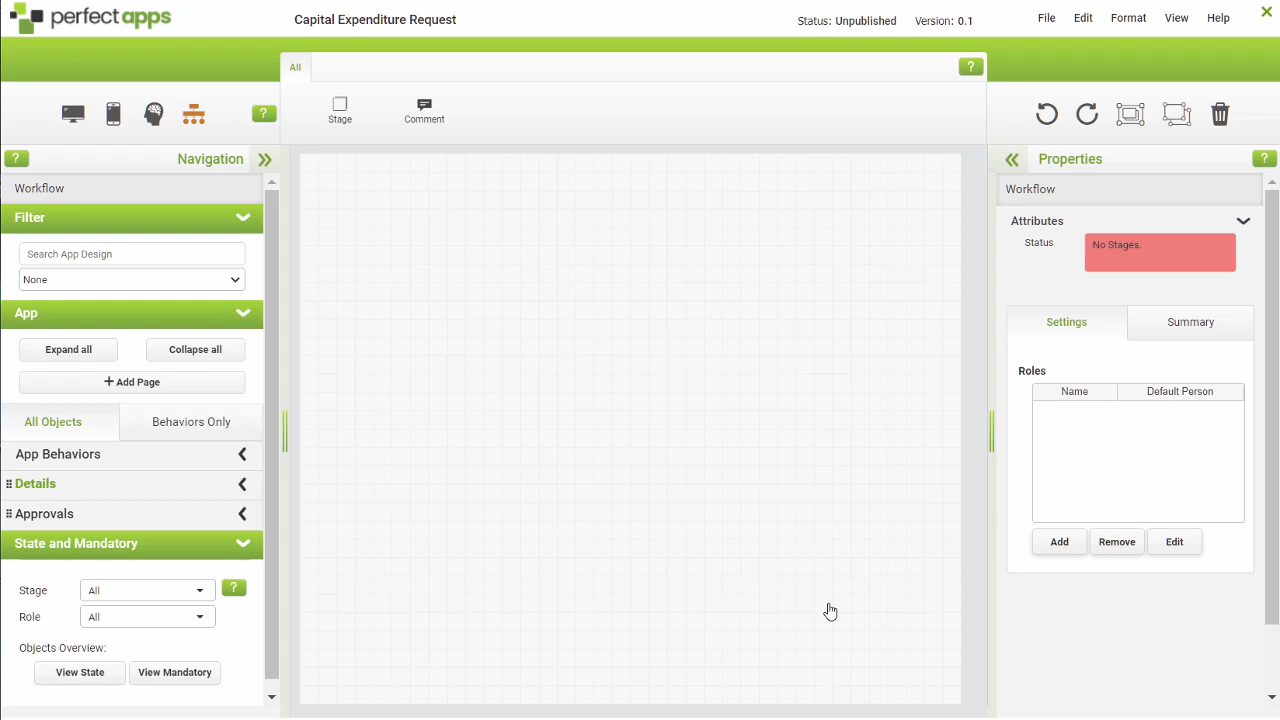 perfect apps
Capital Expenditure Request
Status: Unpublished
Version: 0.1
File
Edit
Format
View
Help
All
?
?
Stage
Comment
?
Navigation
Properties
?
Workflow
Filter
Search App Design
None
App
Expand all
Collapse all
+ Add Page
All Objects
Behaviors Only
App Behaviors
Details
Approvals
State and Mandatory
Stage
All
?
Role
All
Objects Overview:
View State
View Mandatory
Workflow
Attributes
Status
No Stages.
Settings
Summary
Roles
Name
Default Person
Add
Remove
Edit